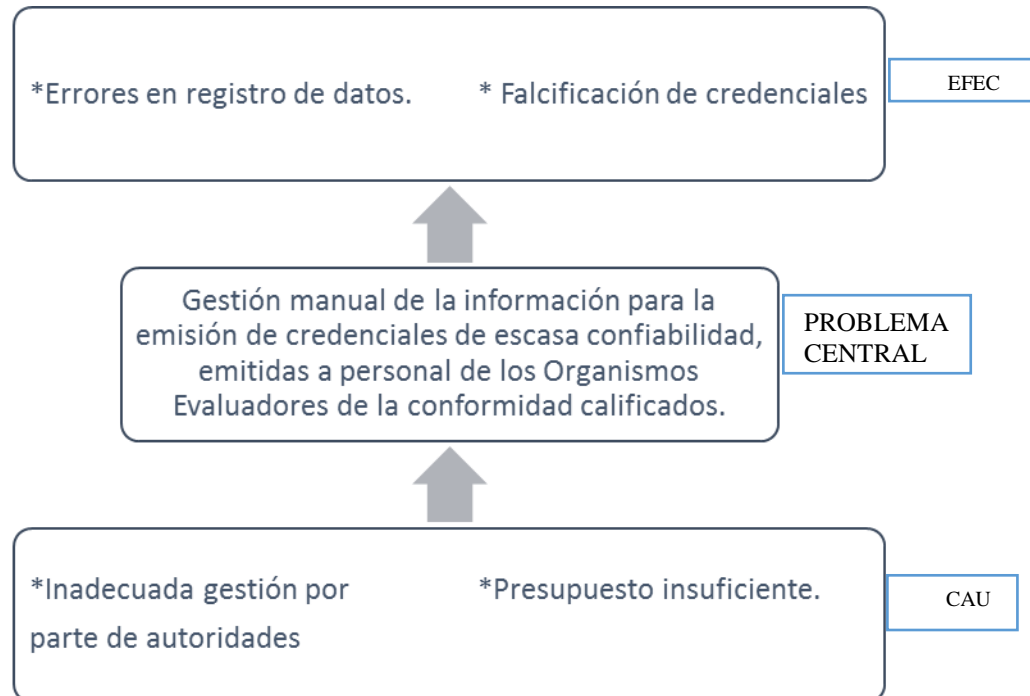 *Errores en registro de datos. * Falcificación de credenciales
EFEC
Gestión manual de la información para la
emisión de credenciales de escasa confiabilidad,
emitidas a personal de los Organismos
Evaluadores de la conformidad calificados.
PROBLEMA
CENTRAL
*Inadecuada gestión por
parte de autoridades
*Presupuesto insuficiente.
CAU